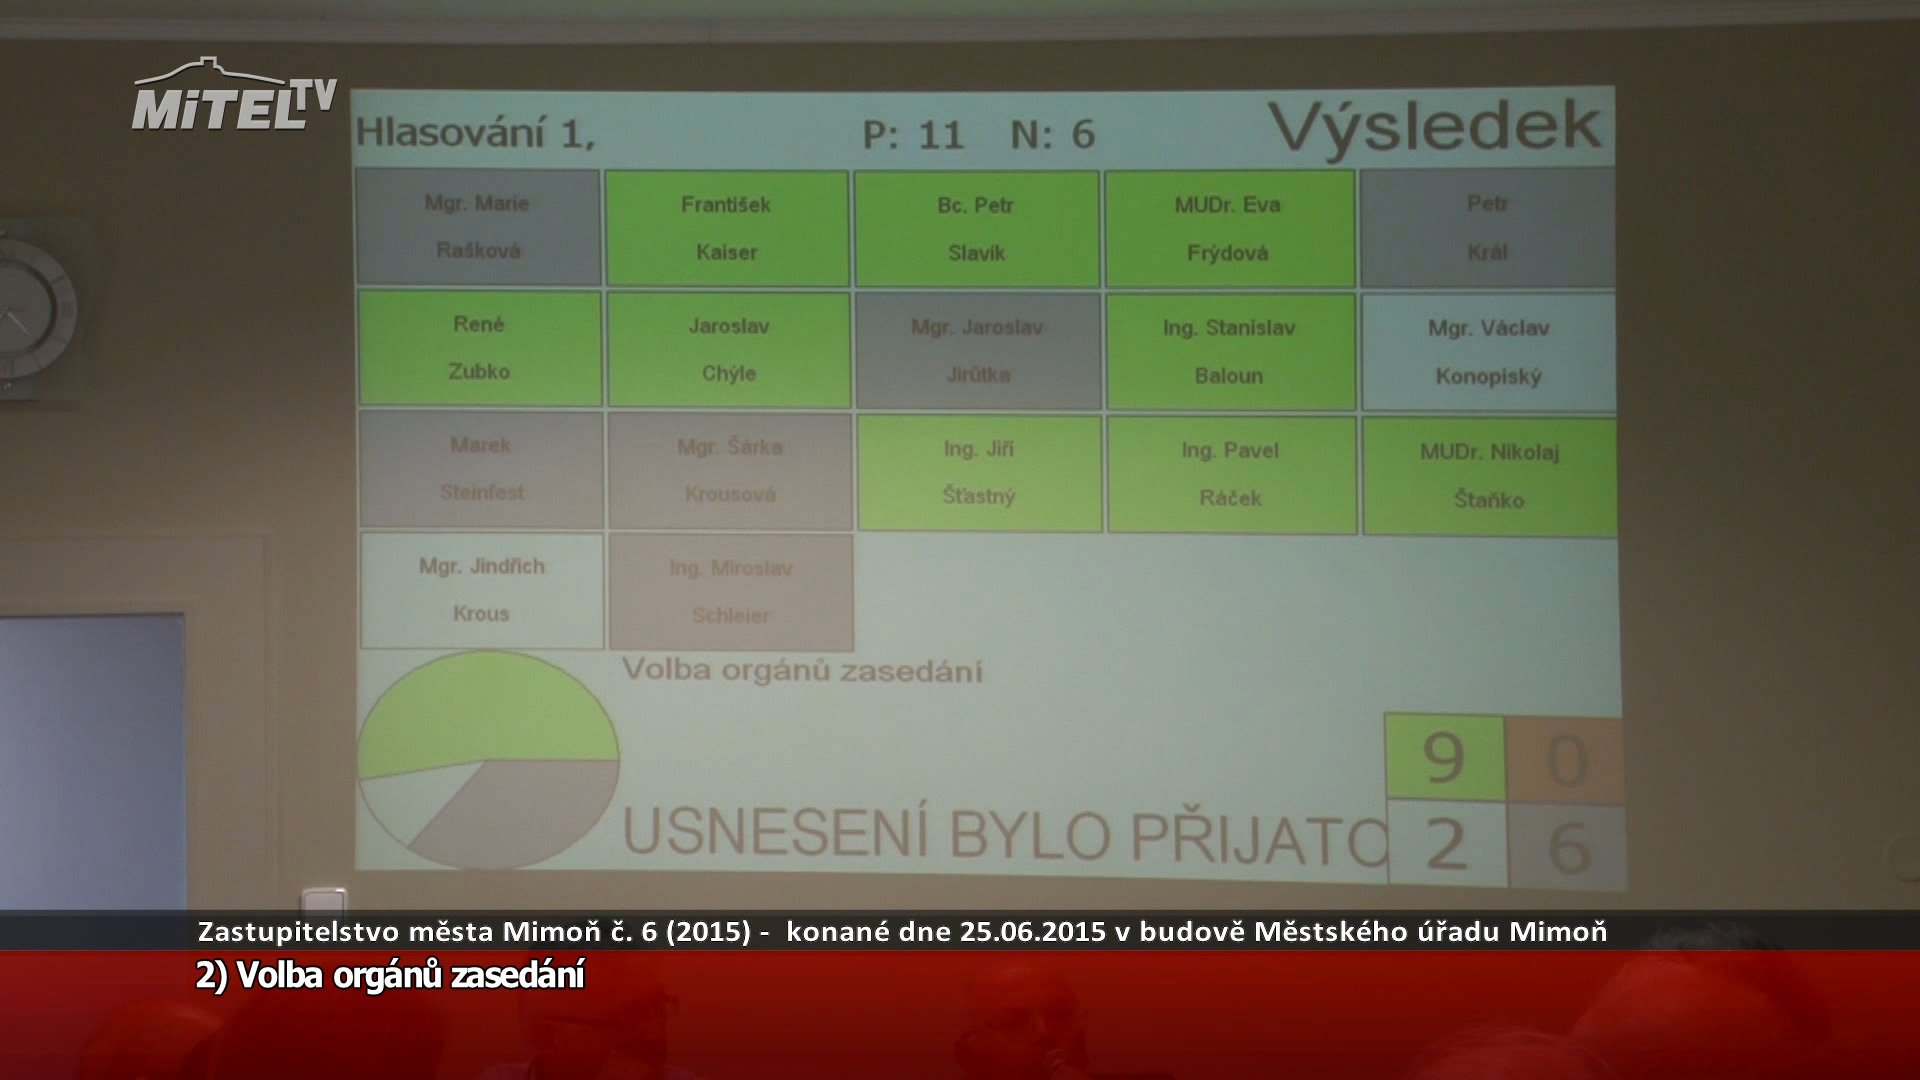 MiTEL TV
Hlasování 1, P: 11 N: 6 Výsledek
Mgr. Marie
Rašková
František
Kaiser
Bc. Petr
Slavík
MUDr. Eva
Frýdová
Petr
Král
René
Zubko
Jaroslav
Chýle
Mgr. Jaroslav
Jirůtka
Ing. Stanislav
Baloun
Mgr. Václav
Konopiský
Marek
Steinfest
Mgr. Šárka
Krousová
Ing. Jiří
Šťastný
Ing. Pavel
Ráček
MUDr. Nikolaj
Štaňko
Mgr. Jindřich
Krous
Ing. Miroslav
Schleier
Volba orgánů zasedání
9 0
USNESENÍ BYLO PŘIJATO
2 6
Zastupitelstvo města Mimoň č. 6 (2015) - konané dne 25.06.2015 v budově Městského úřadu Mimoň
2) Volba orgánů zasedání